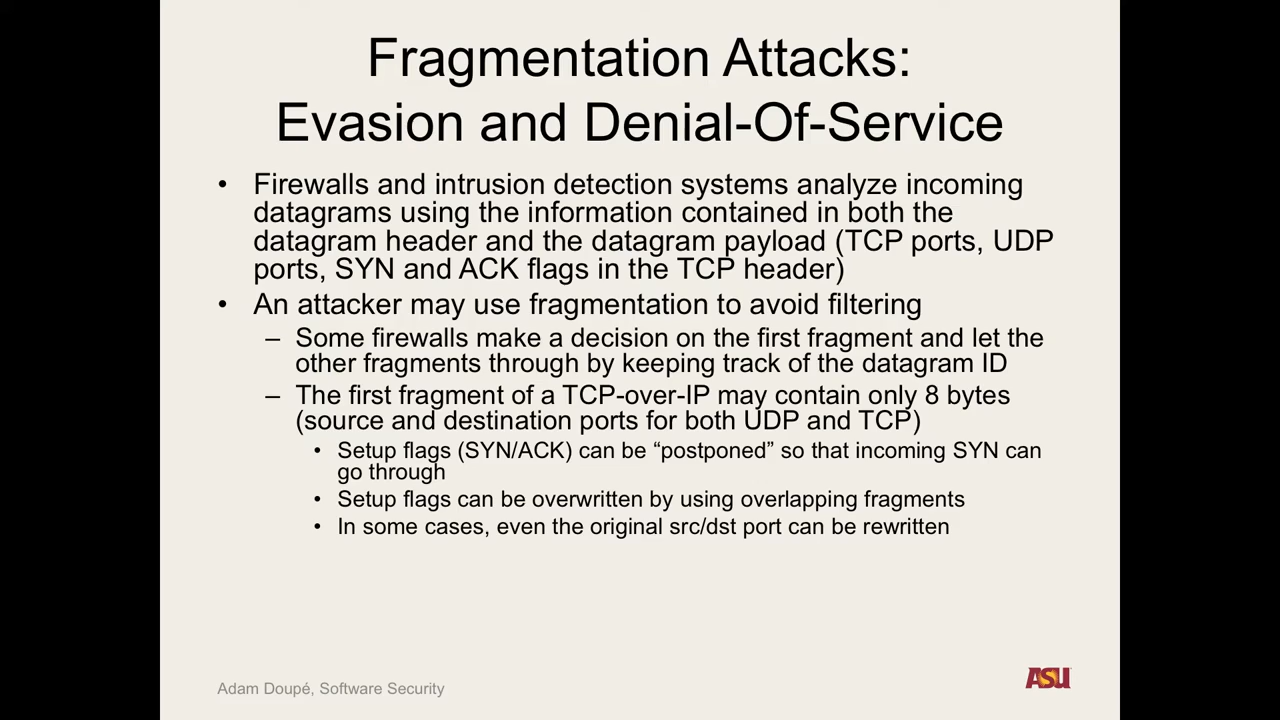 Fragmentation Attacks:
Evasion and Denial-Of-Service
• Firewalls and intrusion detection systems analyze incoming
datagrams using the information contained in both the
datagram header and the datagram payload (TCP ports, UDP
ports, SYN and ACK flags in the TCP header)
• An attacker may use fragmentation to avoid filtering
– Some firewalls make a decision on the first fragment and let the
other fragments through by keeping track of the datagram ID
– The first fragment of a TCP-over-IP may contain only 8 bytes
(source and destination ports for both UDP and TCP)
• Setup flags (SYN/ACK) can be “postponed” so that incoming SYN can
go through
• Setup flags can be overwritten by using overlapping fragments
• In some cases, even the original src/dst port can be rewritten
Adam Doupé, Software Security
ASU